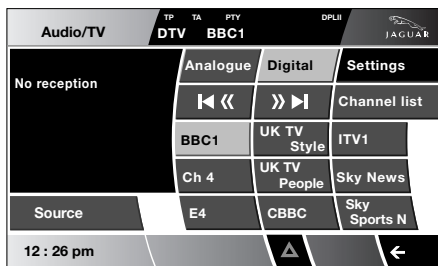 Audio/TV
TP TA PTY DPLII
DTV BBC1
JAGUAR
No reception
Analogue
Digital
Settings
Channel list
BBC1
UK TV
Style
ITV1
Ch 4
UK TV
People
Sky News
Source
E4
CBBC
Sky
Sports N
12 : 26 pm